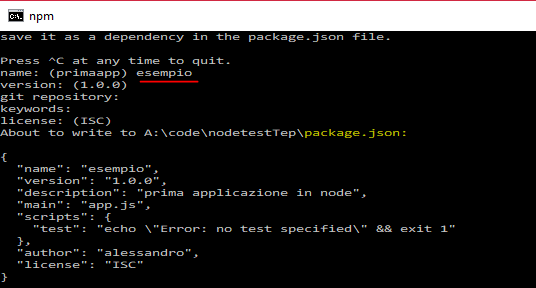 npm
save it as a dependency in the package.json file.
Press ^C at any time to quit.
name: (primaapp) esempio
version: (1.0.0)
git repository:
keywords:
license: (ISC)
About to write to A:\code\nodetestTep\package.json:
{
  "name": "esempio",
  "version": "1.0.0",
  "description": "prima applicazione in node",
  "main": "app.js",
  "scripts": {
    "test": "echo \"Error: no test specified\" && exit 1"
  },
  "author": "alessandro",
  "license": "ISC"
}